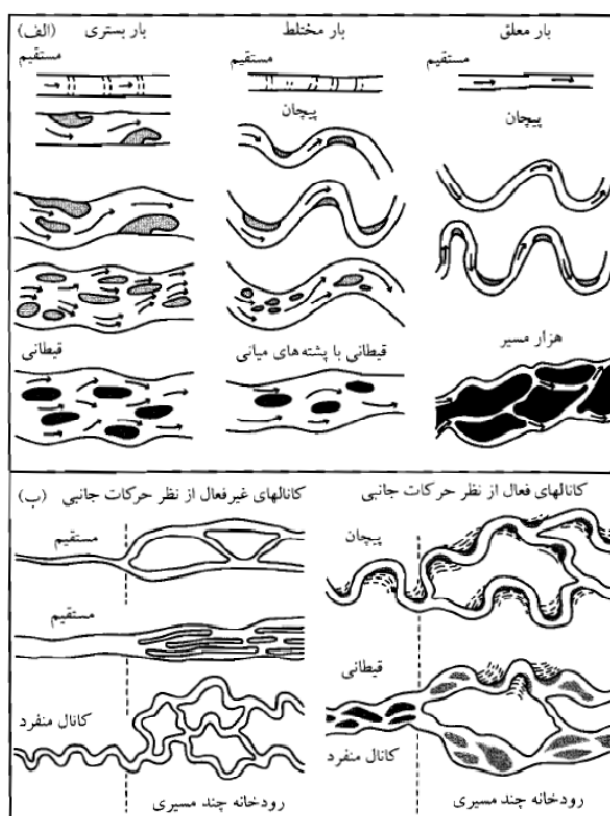 (الف) بار بستری
بار مختلط
بار معلق
مستقیم
مستقیم
مستقیم
پیچان
پیچان
هزار مسیر
قیطانی
قیطانی با پشته های میانی
کانالهای فعال از نظر حرکات جانبی
کانالهای غیرفعال از نظر حرکات جانبی (ب)
پیچان
مستقیم
مستقیم
قیطانی
کانال منفرد
کانال منفرد
رودخانه چند مسیری
رودخانه چند مسیری